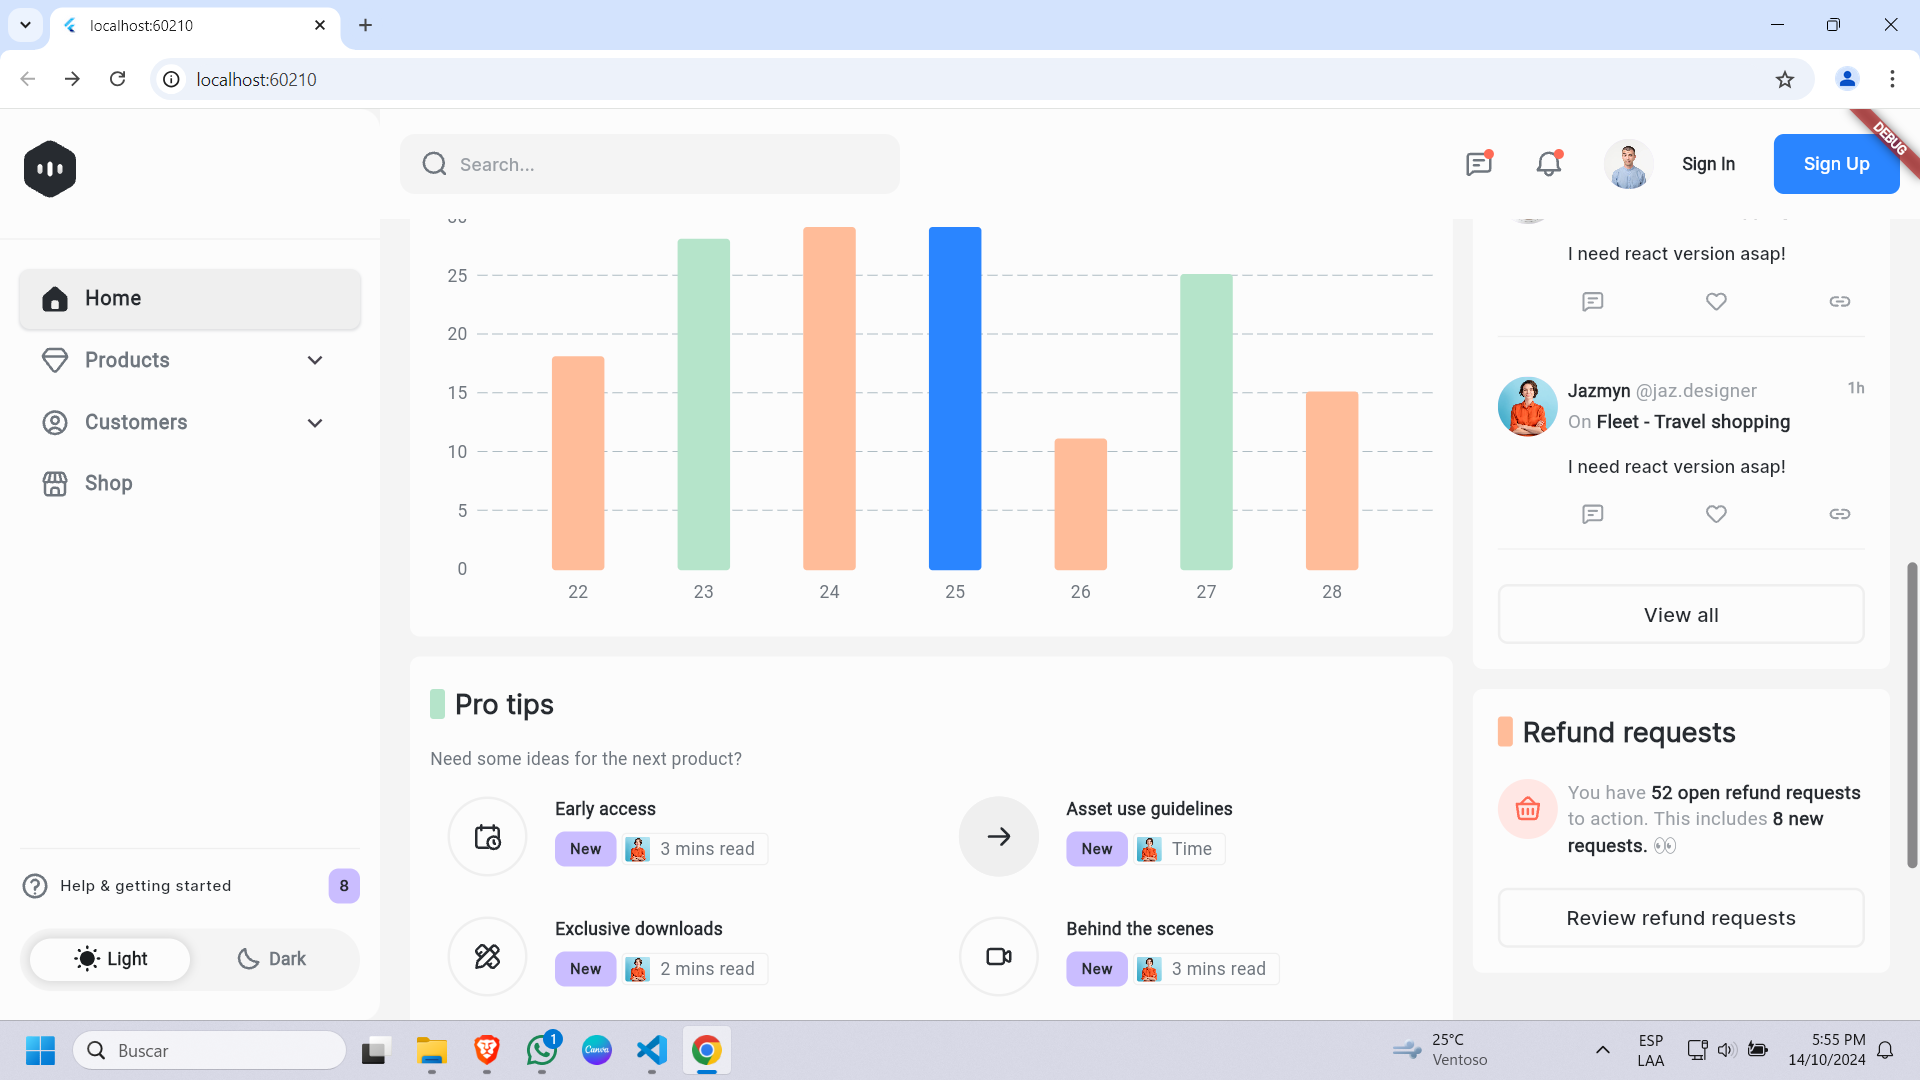 localhost:60210
localhost:60210
DEBUG
Search...
Sign In
Sign Up
Home
Products
Customers
Shop
Help & getting started
8
Light
Dark
25
20
15
10
5
0
22
23
24
25
26
27
28
Pro tips
Need some ideas for the next product?
Early access
New
3 mins read
Asset use guidelines
New
Time
Exclusive downloads
New
2 mins read
Behind the scenes
New
3 mins read
I need react version asap!
Jazmyn @jaz.designer
1h
On Fleet - Travel shopping
I need react version asap!
View all
Refund requests
You have 52 open refund requests
to action. This includes 8 new
requests. 👀
Review refund requests
Buscar
1
Canva
25°C
Ventoso
ESP
LAA
5:55 PM
14/10/2024